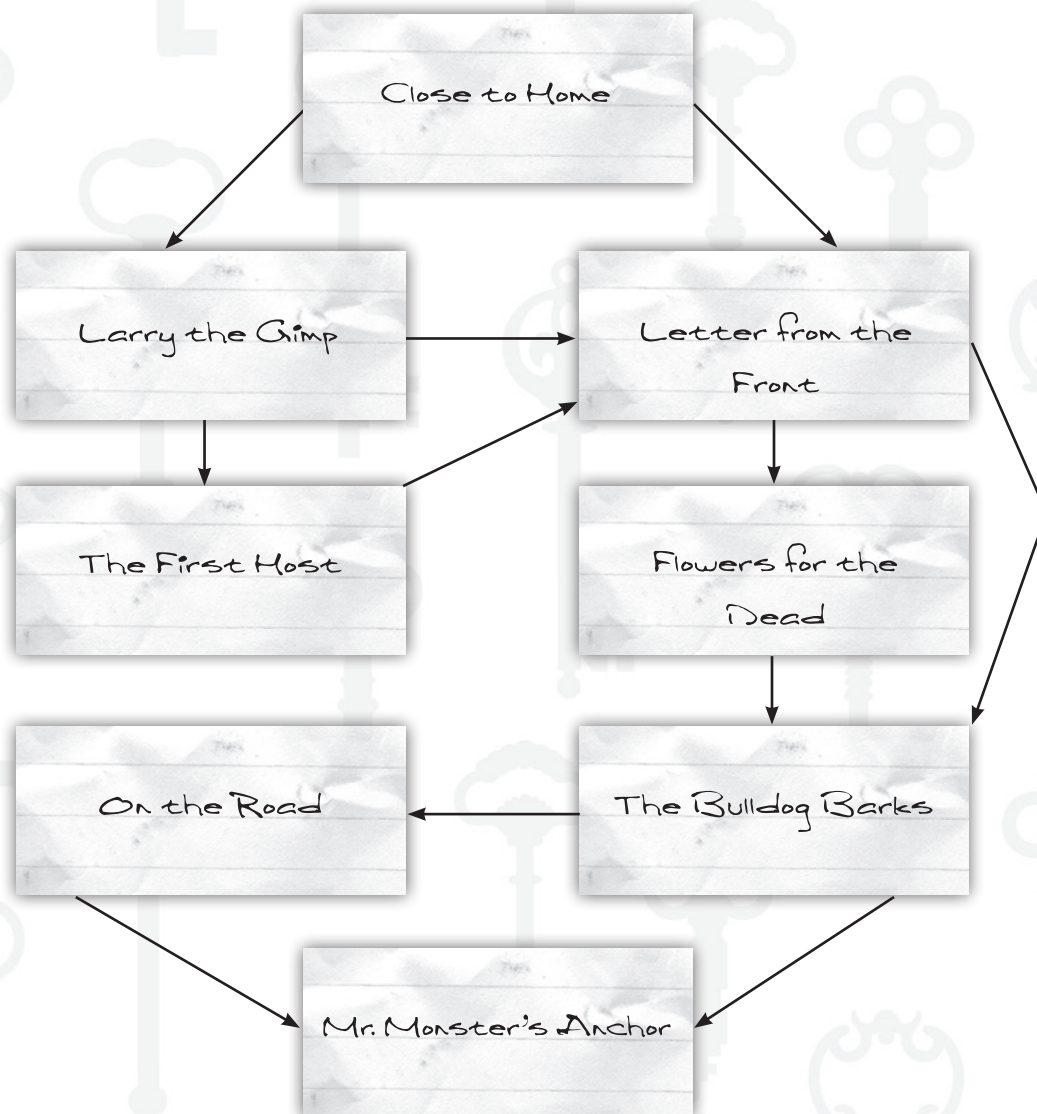 Close to Home
Larry the Gimp
Letter from the
Front
The First Host
Flowers for the
Dead
On the Road
The Bulldog Barks
Mr. Monster's Anchor